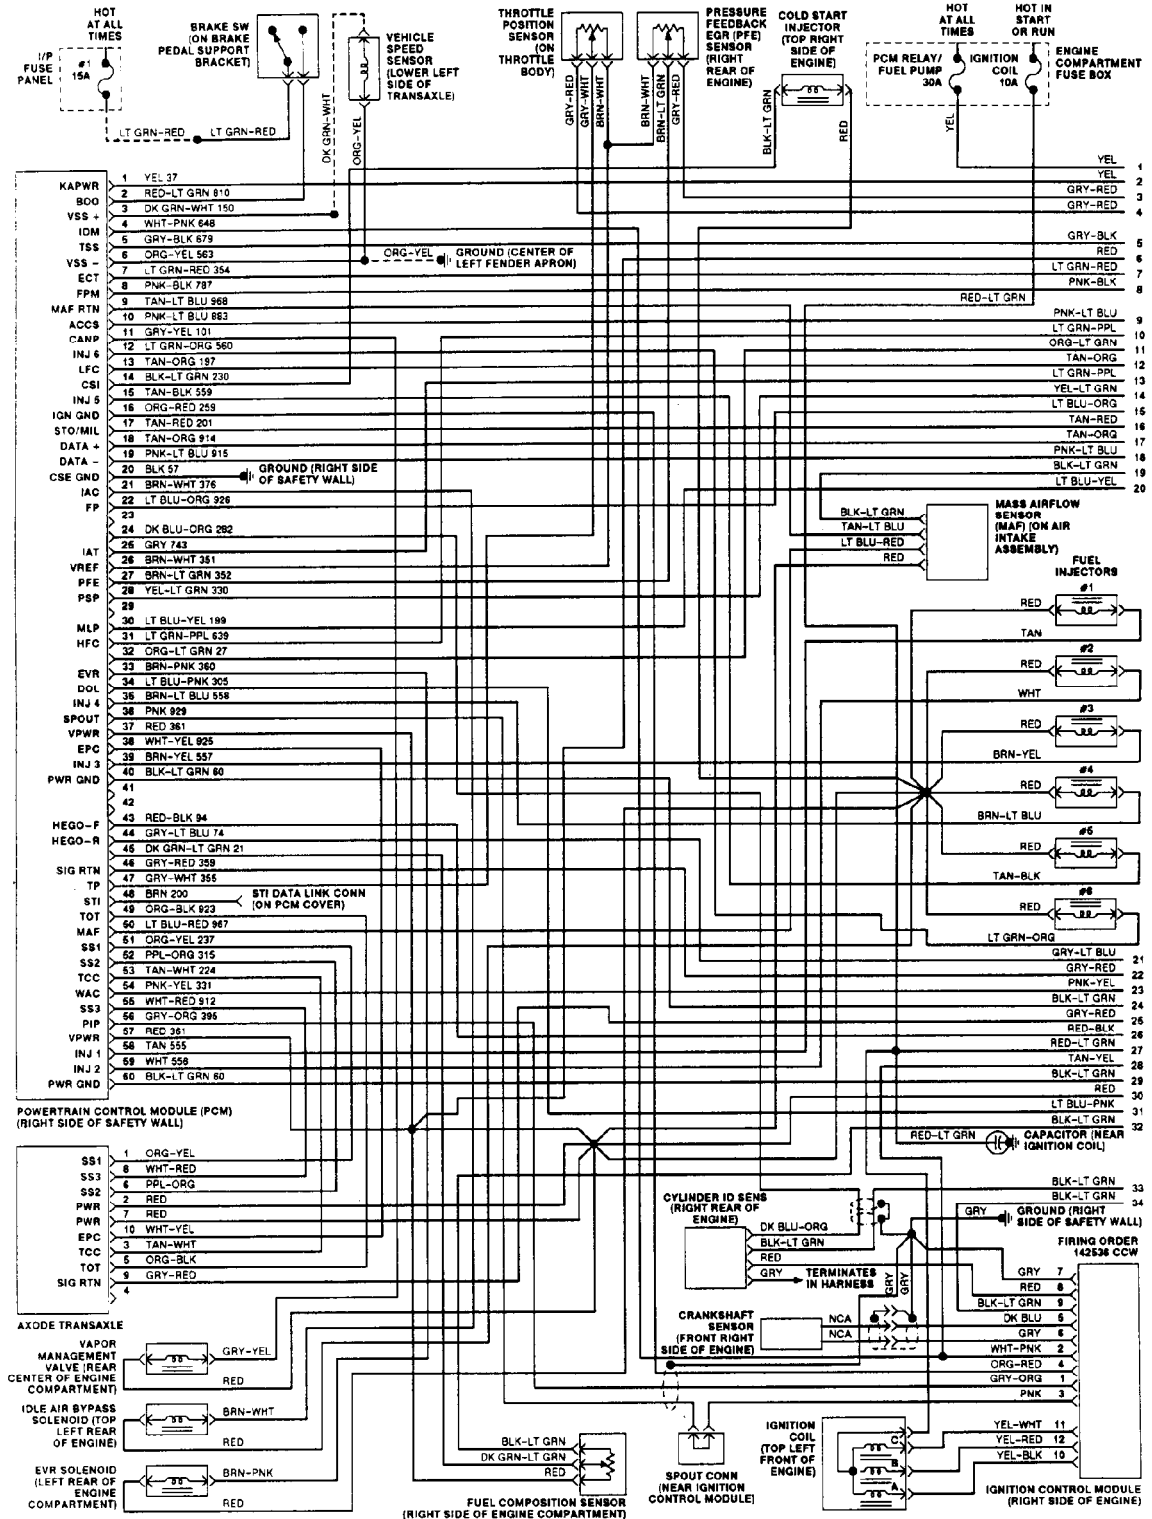 HOT
AT ALL
TIMES
I/P
FUSE
PANEL
#1
15A
BRAKE SW
(ON BRAKE
PEDAL SUPPORT
BRACKET)
LT GRN-RED
LT GRN-RED
DK GRN-WHT
ORG-YEL
VEHICLE
SPEED
SENSOR
(LOWER LEFT
SIDE OF
TRANSAXLE)
THROTTLE
POSITION
SENSOR
(ON
THROTTLE
BODY)
GRY-RED
GRY-WHT
BRN-WHT
BRN-WHT
BRN-LT GRN
GRY-RED
PRESSURE
FEEDBACK
EGR (PFE)
SENSOR
(RIGHT
REAR OF
ENGINE)
COLD START
INJECTOR
(TOP RIGHT
SIDE OF
ENGINE)
BLK-LT GRN
RED
HOT
AT ALL
TIMES
HOT IN
START
OR RUN
PCM RELAY/
FUEL PUMP
30A
IGNITION
COIL
10A
ENGINE
COMPARTMENT
FUSE BOX
YEL
KAPWR 1 YEL 37
BOO 2 RED-LT GRN 810
VSS + 3 DK GRN-WHT 150
IDM 4 WHT-PNK 648
TSS 5 GRY-BLK 679
VSS - 6 ORG-YEL 563
ECT 7 LT GRN-RED 354
FPM 8 PNK-BLK 787
MAF RTN 9 TAN-LT BLU 968
ACCS 10 PNK-LT BLU 883
CANP 11 GRY-YEL 101
INJ 6 12 LT GRN-ORG 560
LFC 13 TAN-ORG 197
CSI 14 BLK-LT GRN 230
INJ 5 15 TAN-BLK 559
IGN GND 16 ORG-RED 259
STO/MIL 17 TAN-RED 201
DATA + 18 TAN-ORG 914
DATA - 19 PNK-LT BLU 915
CSE GND 20 BLK 57
IAC 21 BRN-WHT 376
FP 22 LT BLU-ORG 926
23
24 DK BLU-ORG 282
IAT 25 GRY 743
VREF 26 BRN-WHT 351
PFE 27 BRN-LT GRN 352
PSP 28 YEL-LT GRN 330
29
MLP 30 LT BLU-YEL 199
HFC 31 LT GRN-PPL 639
32 ORG-LT GRN 27
EVR 33 BRN-PNK 360
DOL 34 LT BLU-PNK 305
INJ 4 35 BRN-LT BLU 558
SPOUT 36 PNK 929
VPWR 37 RED 361
EPC 38 WHT-YEL 925
INJ 3 39 BRN-YEL 557
PWR GND 40 BLK-LT GRN 60
41
42
HEGO-F 43 RED-BLK 94
HEGO-R 44 GRY-LT BLU 74
45 DK GRN-LT GRN 21
SIG RTN 46 GRY-RED 359
TP 47 GRY-WHT 355
STI 48 BRN 200
TOT 49 ORG-BLK 923
MAF 50 LT BLU-RED 967
SS1 51 ORG-YEL 237
SS2 52 PPL-ORG 315
TCC 53 TAN-WHT 224
WAC 54 PNK-YEL 331
SS3 55 WHT-RED 912
PIP 56 GRY-ORG 395
VPWR 57 RED 361
INJ 1 58 TAN 555
INJ 2 59 WHT 556
PWR GND 60 BLK-LT GRN 60
POWERTRAIN CONTROL MODULE (PCM)
(RIGHT SIDE OF SAFETY WALL)
ORG-YEL
GROUND (CENTER OF
LEFT FENDER APRON)
GROUND (RIGHT SIDE
OF SAFETY WALL)
STI DATA LINK CONN
(ON PCM COVER)
RED-LT GRN
YEL 1
YEL 2
GRY-RED 3
GRY-RED 4
GRY-BLK 5
RED 6
LT GRN-RED 7
PNK-BLK 8
PNK-LT BLU 9
LT GRN-PPL 10
ORG-LT GRN 11
TAN-ORG 12
LT GRN-PPL 13
YEL-LT GRN 14
LT BLU-ORG 15
TAN-RED 16
TAN-ORG 17
PNK-LT BLU 18
BLK-LT GRN 19
LT BLU-YEL 20
BLK-LT GRN
TAN-LT BLU
LT BLU-RED
RED
MASS AIRFLOW
SENSOR
(MAF) (ON AIR
INTAKE
ASSEMBLY)
FUEL
INJECTORS
#1
RED
TAN
#2
RED
WHT
#3
RED
BRN-YEL
#4
RED
BRN-LT BLU
#5
RED
TAN-BLK
#6
RED
LT GRN-ORG
GRY-LT BLU 21
GRY-RED 22
PNK-YEL 23
BLK-LT GRN 24
GRY-RED 25
RED-BLK 26
RED-LT GRN 27
TAN-YEL 28
BLK-LT GRN 29
RED 30
LT BLU-PNK 31
BLK-LT GRN 32
RED-LT GRN
CAPACITOR (NEAR
IGNITION COIL)
BLK-LT GRN 33
BLK-LT GRN 34
GRY
GROUND (RIGHT
SIDE OF SAFETY WALL)
SS1 1 ORG-YEL
SS3 8 WHT-RED
SS2 6 PPL-ORG
PWR 2 RED
PWR 7 RED
EPC 10 WHT-YEL
TCC 3 TAN-WHT
TOT 5 ORG-BLK
SIG RTN 9 GRY-RED
4
AXODE TRANSAXLE
CYLINDER ID SENS
(RIGHT REAR OF
ENGINE)
DK BLU-ORG
BLK-LT GRN
RED
GRY
TERMINATES
IN HARNESS
GRY
GRY
CRANKSHAFT
SENSOR
(FRONT RIGHT
SIDE OF ENGINE)
NCA
NCA
FIRING ORDER
142536 CCW
GRY 7
RED 8
BLK-LT GRN 9
DK BLU 5
GRY 6
WHT-PNK 2
ORG-RED 4
GRY-ORG 1
PNK 3
YEL-WHT 11
YEL-RED 12
YEL-BLK 10
IGNITION CONTROL MODULE
(RIGHT SIDE OF ENGINE)
VAPOR
MANAGEMENT
VALVE (REAR
CENTER OF ENGINE
COMPARTMENT)
GRY-YEL
RED
IDLE AIR BYPASS
SOLENOID (TOP
LEFT REAR
OF ENGINE)
BRN-WHT
RED
EVR SOLENOID
(LEFT REAR OF
ENGINE
COMPARTMENT)
BRN-PNK
RED
BLK-LT GRN
DK GRN-LT GRN
RED
FUEL COMPOSITION SENSOR
(RIGHT SIDE OF ENGINE COMPARTMENT)
SPOUT CONN
(NEAR IGNITION
CONTROL MODULE)
IGNITION
COIL
(TOP LEFT
FRONT OF
ENGINE)
C
B
A